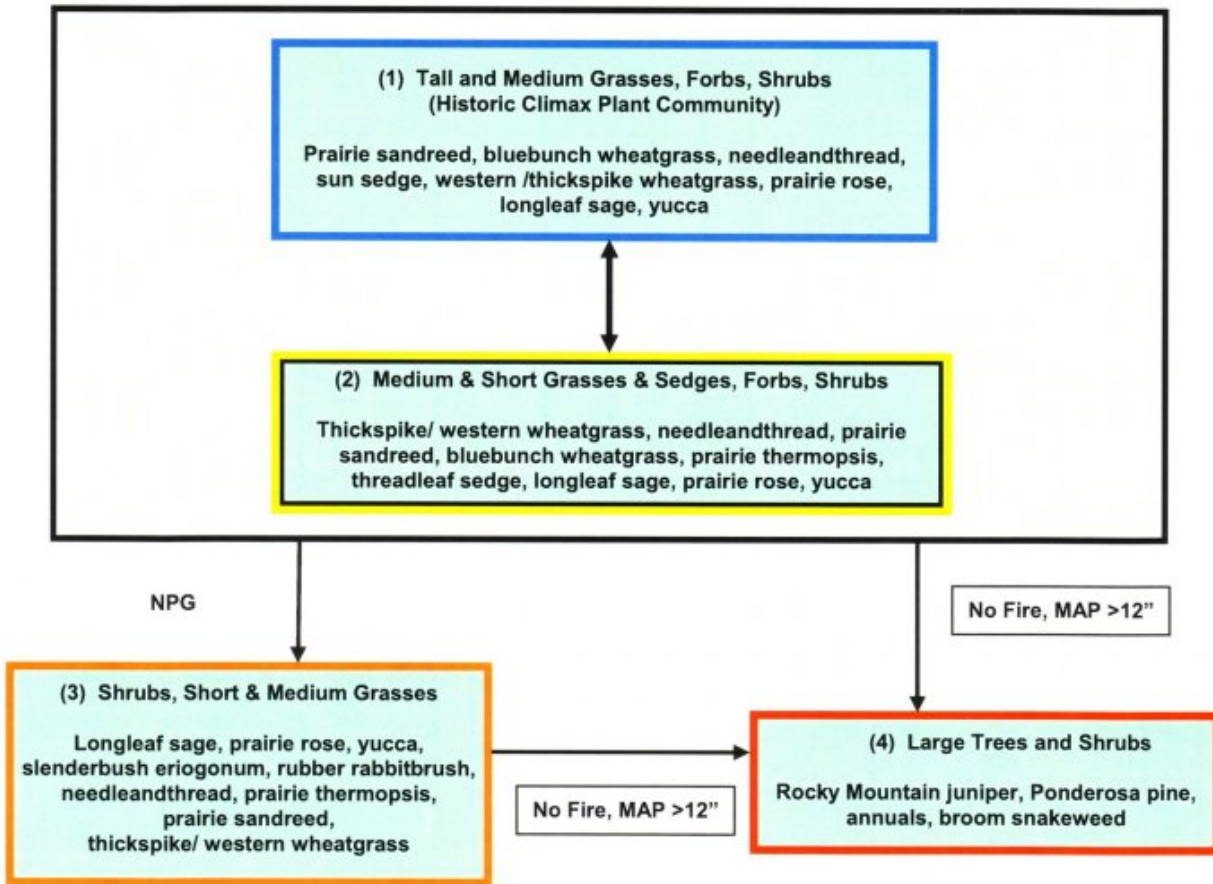 (1) Tall and Medium Grasses, Forbs, Shrubs
(Historic Climax Plant Community)
Prairie sandreed, bluebunch wheatgrass, needleandthread,
sun sedge, western /thickspike wheatgrass, prairie rose,
longleaf sage, yucca
(2) Medium & Short Grasses & Sedges, Forbs, Shrubs
Thickspike/ western wheatgrass, needleandthread, prairie
sandreed, bluebunch wheatgrass, prairie thermopsis,
threadleaf sedge, longleaf sage, prairie rose, yucca
NPG
No Fire, MAP >12”
(3) Shrubs, Short & Medium Grasses
Longleaf sage, prairie rose, yucca,
slenderbush eriogonum, rubber rabbitbrush,
needleandthread, prairie thermopsis,
prairie sandreed,
thickspike/ western wheatgrass
No Fire, MAP >12”
(4) Large Trees and Shrubs
Rocky Mountain juniper, Ponderosa pine,
annuals, broom snakeweed